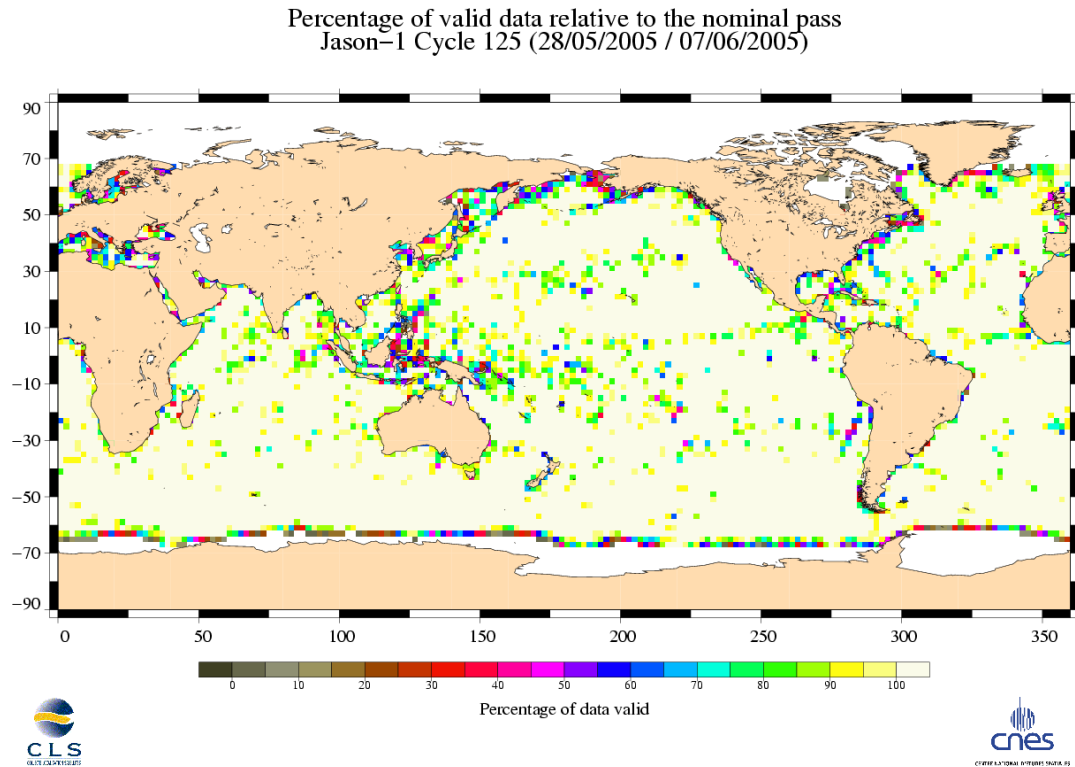 Percentage of valid data relative to the nominal pass
Jason−1 Cycle 125 (28/05/2005 / 07/06/2005)
90
70
50
30
10
−10
−30
−50
−70
−90
0 50 100 150 200 250 300 350
0 10 20 30 40 50 60 70 80 90 100
Percentage of data valid
CLS
cnes